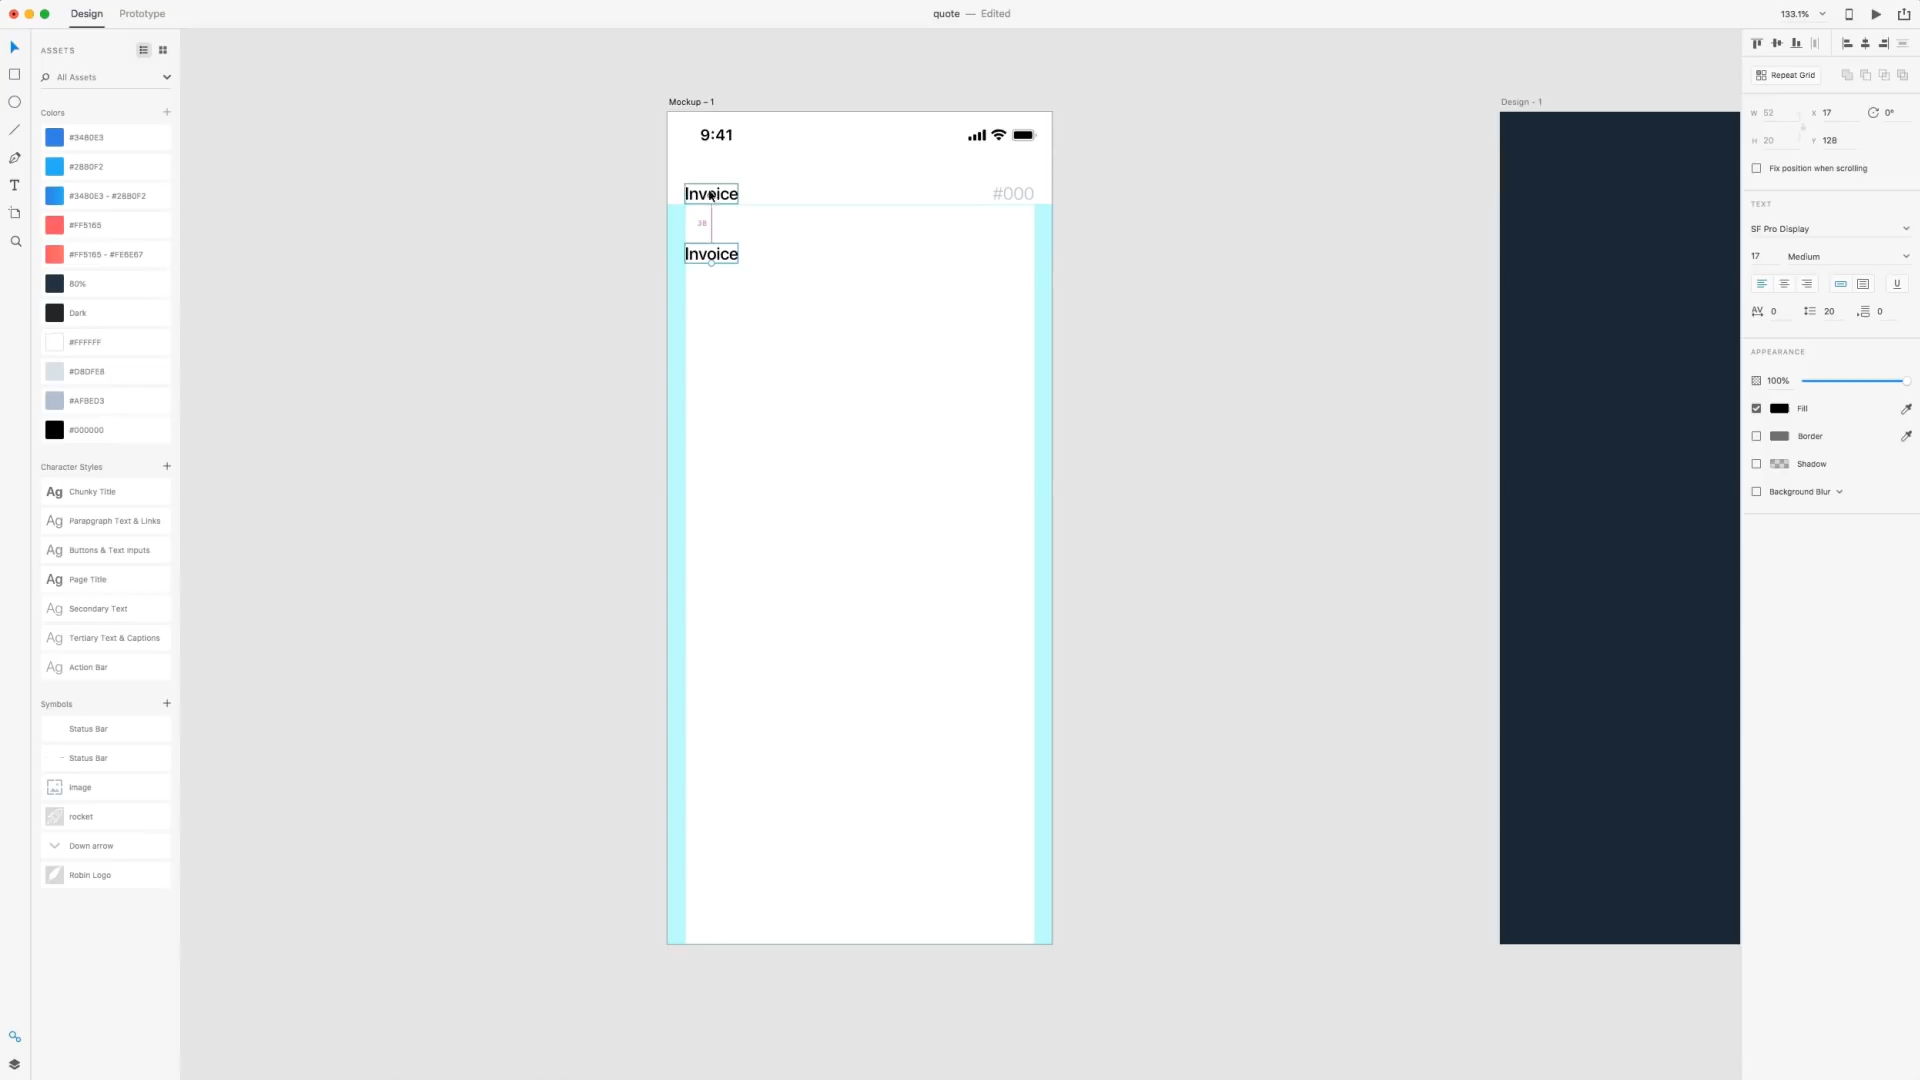 Design
Prototype
quote — Edited
133.1%
ASSETS
All Assets
Colors
#3480E3
#28B0F2
#3480E3 - #28B0F2
#FF5165
#FF5165 - #FE6E67
80%
Dark
#FFFFFF
#D8DFE8
#AFBED3
#000000
Character Styles
Ag Chunky Title
Ag Parapgraph Text & Links
Ag Buttons & Text Inputs
Ag Page Title
Ag Secondary Text
Ag Tertiary Text & Captions
Ag Action Bar
Symbols
Status Bar
Status Bar
image
rocket
Down arrow
Robin Logo
Mockup – 1
9:41
Invoice
#000
38
Invoice
Design - 1
Repeat Grid
W 52
X 17
0°
H 20
Y 128
Fix position when scrolling
TEXT
SF Pro Display
17
Medium
U
AV 0
20
0
APPEARANCE
100%
Fill
Border
Shadow
Background Blur